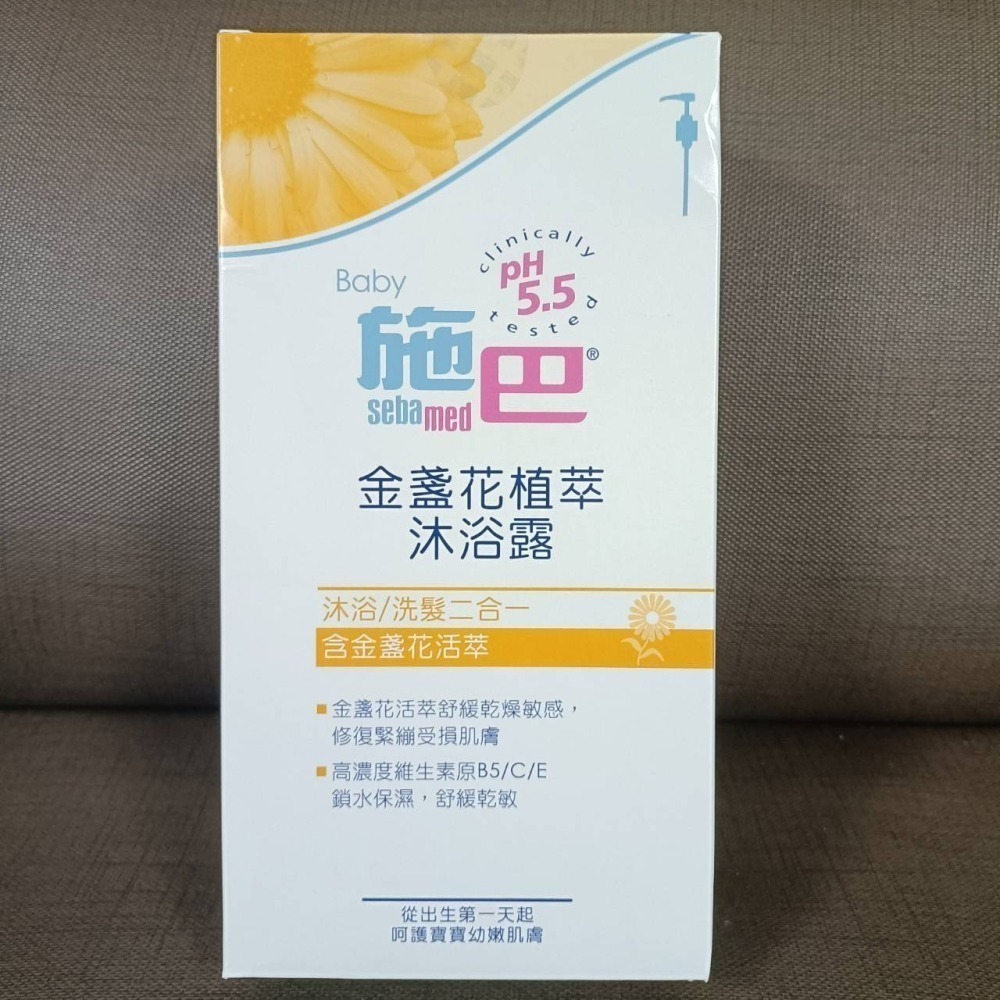 Baby
clinically
pH
5.5
tested
施巴®
sebamed
金盞花植萃
沐浴露
沐浴/洗髮二合一
含金盞花活萃
金盞花活萃舒緩乾燥敏感，
修復緊繃受損肌膚
高濃度維生素原B5/C/E
鎖水保濕，舒緩乾敏
從出生第一天起
呵護寶寶幼嫩肌膚